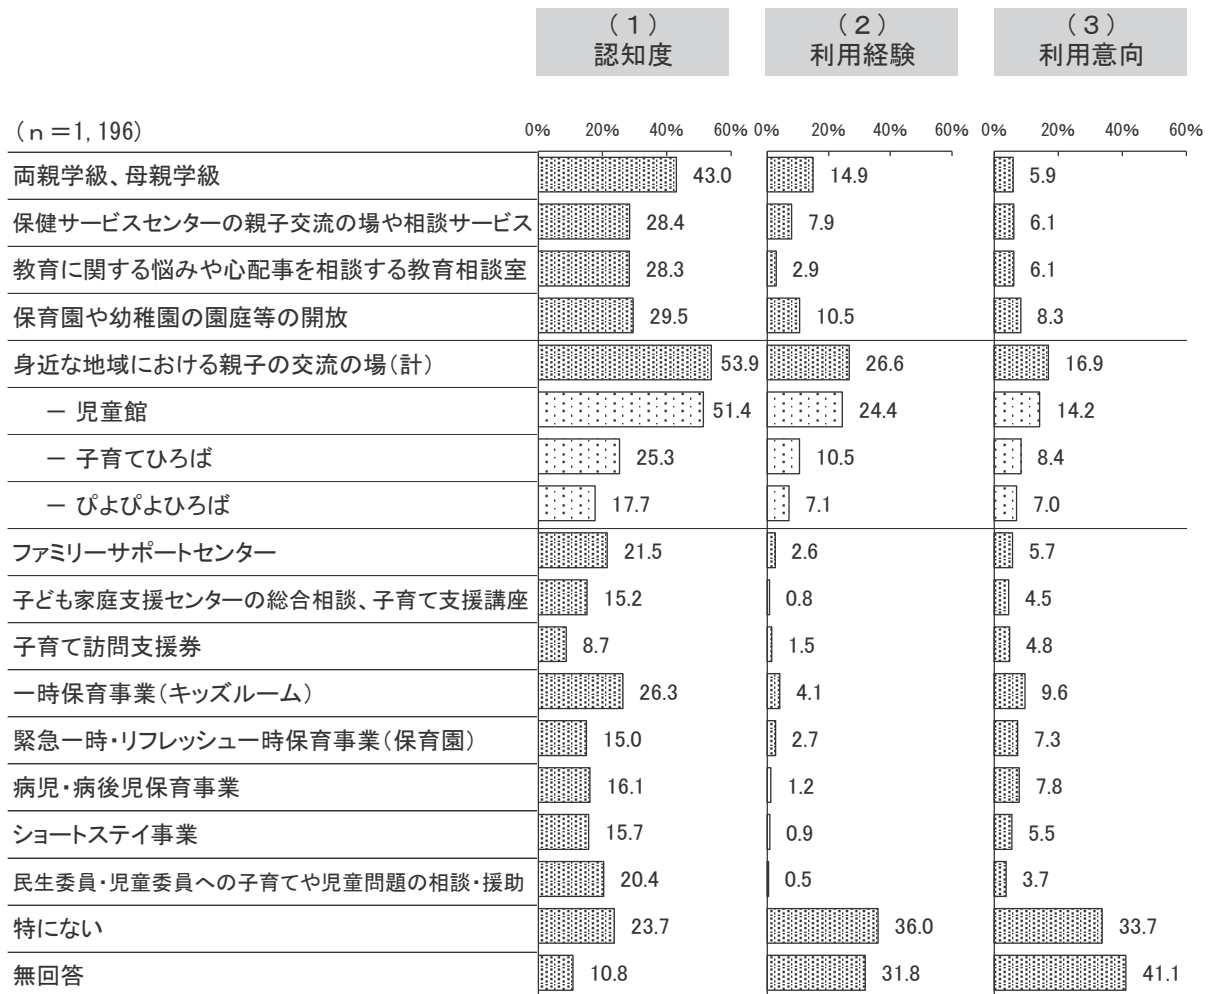 （１） （２） （３）
認知度 利用経験 利用意向
（ｎ＝1,196） 0% 20% 40% 60% 0% 20% 40% 60% 0% 20% 40% 60%
両親学級、母親学級 43.0 14.9 5.9
保健サービスセンターの親子交流の場や相談サービス 28.4 7.9 6.1
教育に関する悩みや心配事を相談する教育相談室 28.3 2.9 6.1
保育園や幼稚園の園庭等の開放 29.5 10.5 8.3
身近な地域における親子の交流の場（計） 53.9 26.6 16.9
－ 児童館 51.4 24.4 14.2
－ 子育てひろば 25.3 10.5 8.4
－ ぴよぴよひろば 17.7 7.1 7.0
ファミリーサポートセンター 21.5 2.6 5.7
子ども家庭支援センターの総合相談、子育て支援講座 15.2 0.8 4.5
子育て訪問支援券 8.7 1.5 4.8
一時保育事業（キッズルーム） 26.3 4.1 9.6
緊急一時・リフレッシュ一時保育事業（保育園） 15.0 2.7 7.3
病児・病後児保育事業 16.1 1.2 7.8
ショートステイ事業 15.7 0.9 5.5
民生委員・児童委員への子育てや児童問題の相談・援助 20.4 0.5 3.7
特にない 23.7 36.0 33.7
無回答 10.8 31.8 41.1